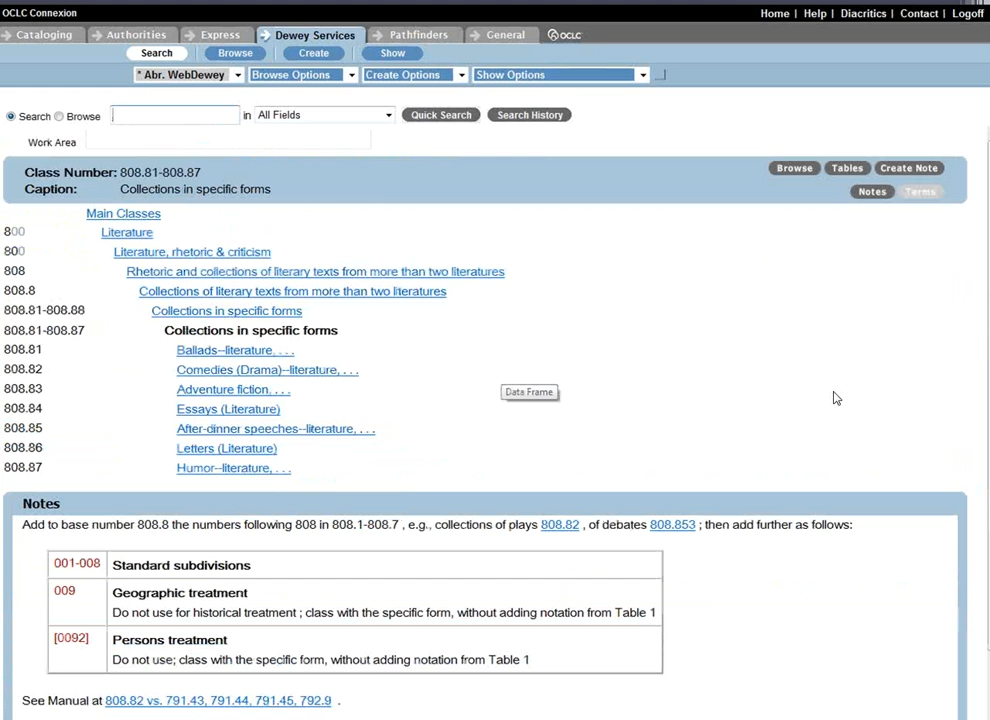 OCLC Connexion
Home | Help | Diacritics | Contact | Logoff
Cataloging Authorities Express Dewey Services Pathfinders General OCLC
Search Browse Create Show
* Abr. WebDewey Browse Options Create Options Show Options
Search Browse in All Fields Quick Search Search History
Work Area
Class Number: 808.81-808.87 Browse Tables Create Note
Caption: Collections in specific forms Notes Terms
Main Classes
800 Literature
800 Literature, rhetoric & criticism
808 Rhetoric and collections of literary texts from more than two literatures
808.8 Collections of literary texts from more than two literatures
808.81-808.88 Collections in specific forms
808.81-808.87 Collections in specific forms
808.81 Ballads--literature, . . .
808.82 Comedies (Drama)--literature, . . .
808.83 Adventure fiction, . . .
Data Frame
808.84 Essays (Literature)
808.85 After-dinner speeches--literature, . . .
808.86 Letters (Literature)
808.87 Humor--literature, . . .
Notes
Add to base number 808.8 the numbers following 808 in 808.1-808.7 , e.g., collections of plays 808.82 , of debates 808.853 ; then add further as follows:
001-008 Standard subdivisions
009 Geographic treatment
Do not use for historical treatment ; class with the specific form, without adding notation from Table 1
[0092] Persons treatment
Do not use; class with the specific form, without adding notation from Table 1
See Manual at 808.82 vs. 791.43, 791.44, 791.45, 792.9 .